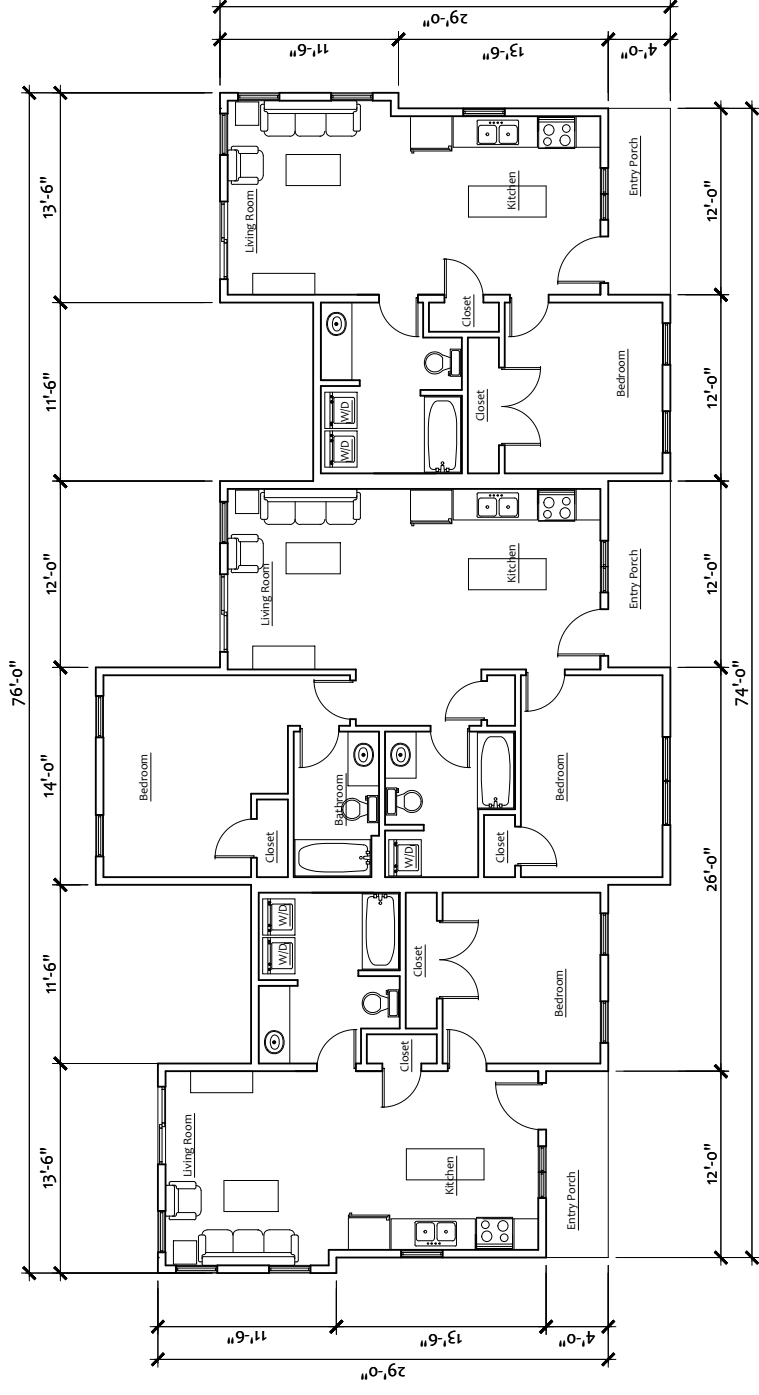 29'-0"
11'-6"
13'-6"
4'-0"
76'-0"
13'-6"
11'-6"
12'-0"
14'-0"
11'-6"
13'-6"
Living Room
Kitchen
Entry Porch
12'-0"
Closet
W/D
W/D
Closet
Bedroom
12'-0"
Living Room
Kitchen
Entry Porch
12'-0"
74'-0"
Bedroom
Bathroom
Closet
W/D
Closet
Bedroom
26'-0"
W/D
W/D
Closet
Bedroom
Closet
Living Room
Kitchen
Entry Porch
12'-0"
11'-6"
13'-6"
4'-0"
29'-0"